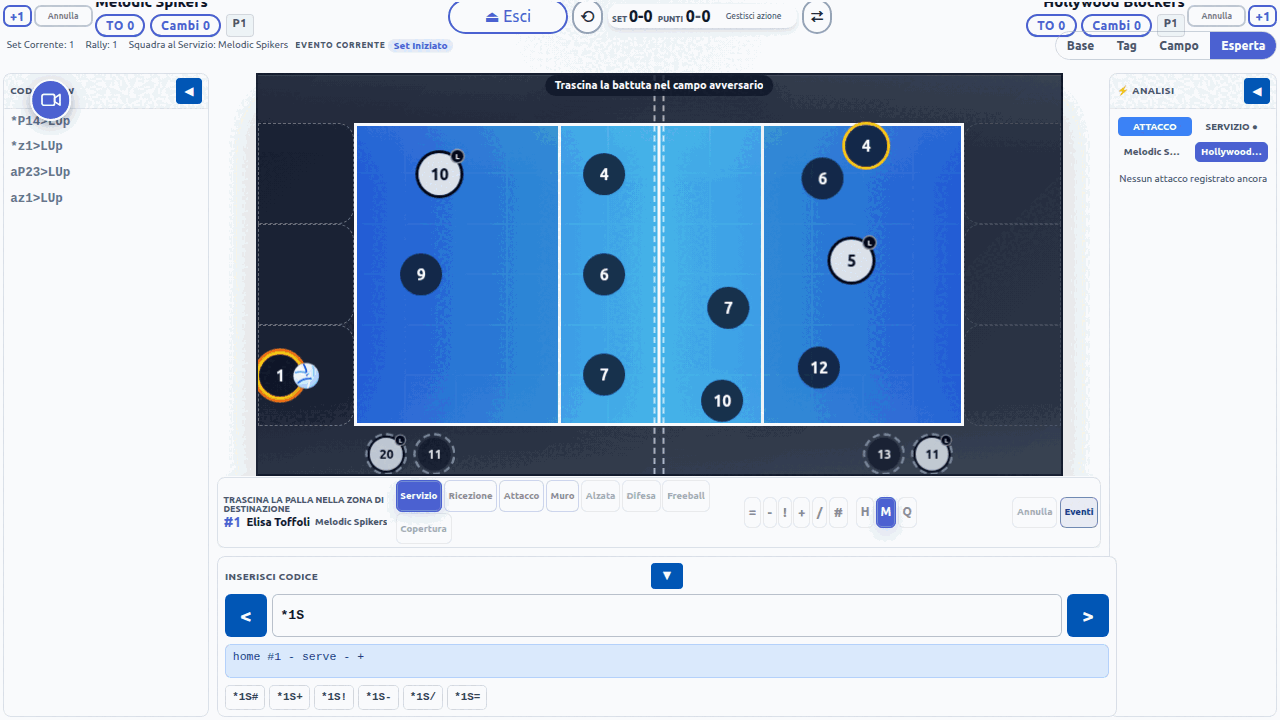 +1 Annulla
Melodic Spikers
TO 0 Cambi 0 P1
⏏ Esci
SET 0-0 PUNTI 0-0 Gestisci azione
Hollywood Blockers
TO 0 Cambi 0 P1
Annulla +1
Set Corrente: 1 Rally: 1 Squadra al Servizio: Melodic Spikers EVENTO CORRENTE Set Iniziato
Base Tag Campo Esperta
*P14>LUp
*z1>LUp
aP23>LUp
az1>LUp
Trascina la battuta nel campo avversario
10 L
4
4
6
9
6
5 L
7
1
7
12
10
20 L
11
13
11 L
⚡ ANALISI
ATTACCO SERVIZIO •
Melodic S... Hollywood...
Nessun attacco registrato ancora
TRASCINA LA PALLA NELLA ZONA DI
DESTINAZIONE
#1 Elisa Toffoli Melodic Spikers
Servizio Ricezione Attacco Muro Alzata Difesa Freeball
Copertura
= - ! + / # H M Q
Annulla Eventi
INSERISCI CODICE
▼
< *1S >
home #1 - serve - +
*1S# *1S+ *1S! *1S- *1S/ *1S=